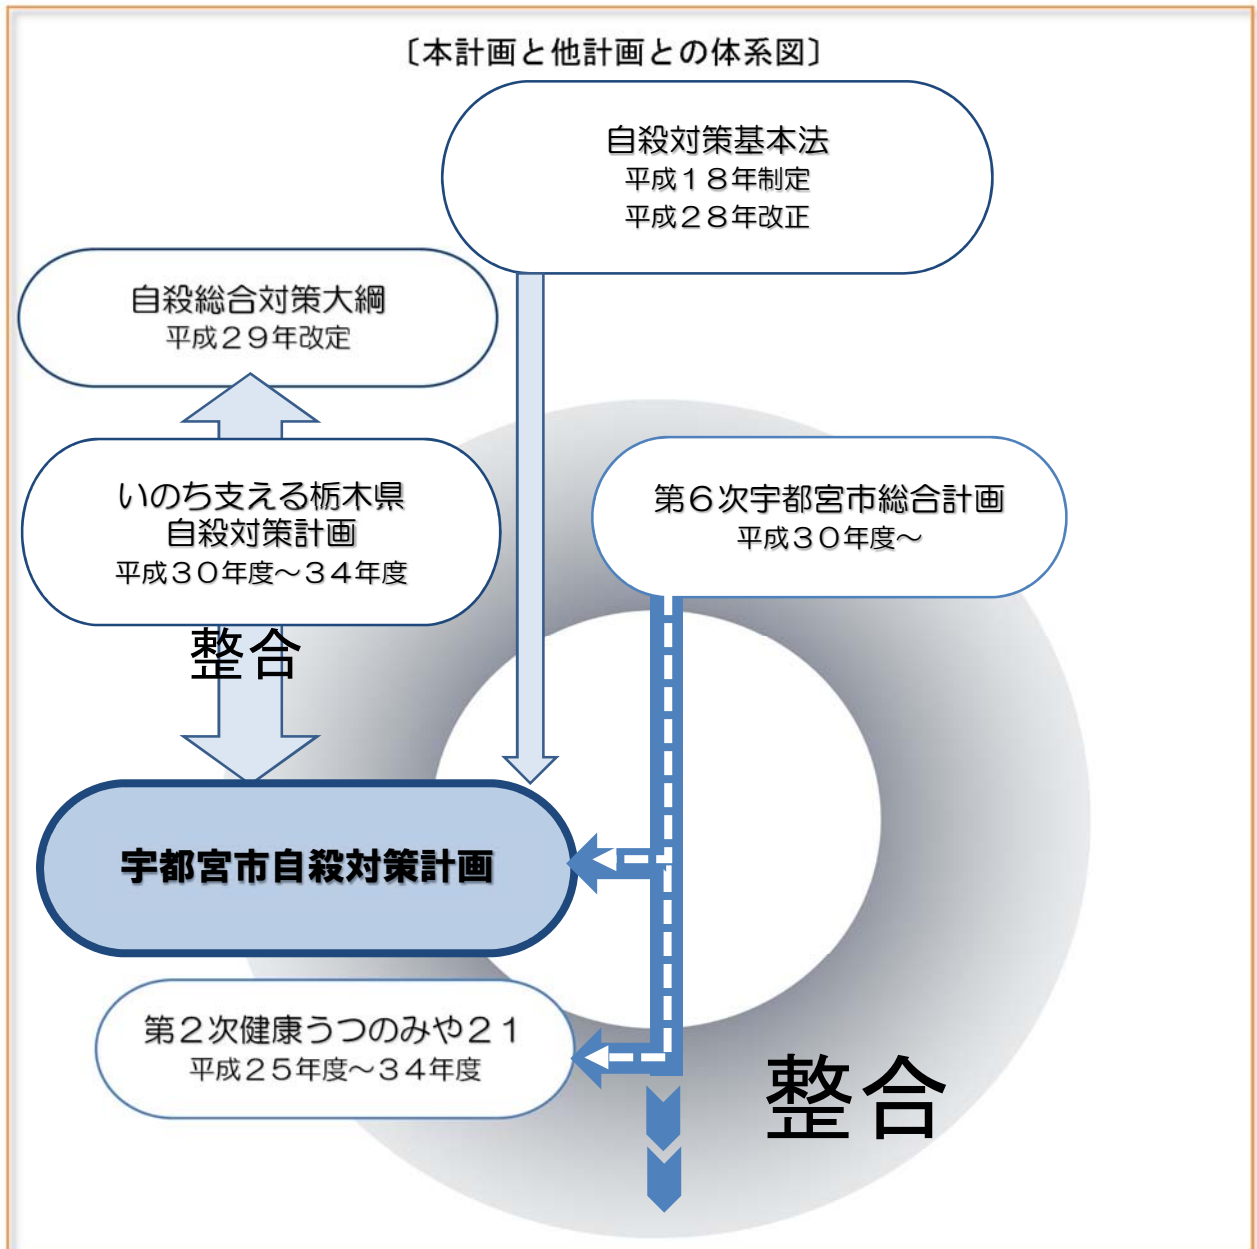 〔本計画と他計画との体系図〕
自殺対策基本法
平成１８年制定
平成２８年改正
自殺総合対策大綱
平成２９年改定
いのち支える栃木県
自殺対策計画
平成３０年度～３４年度
第６次宇都宮市総合計画
平成３０年度～
整合
宇都宮市自殺対策計画
第２次健康うつのみや２１
平成２５年度～３４年度
整合